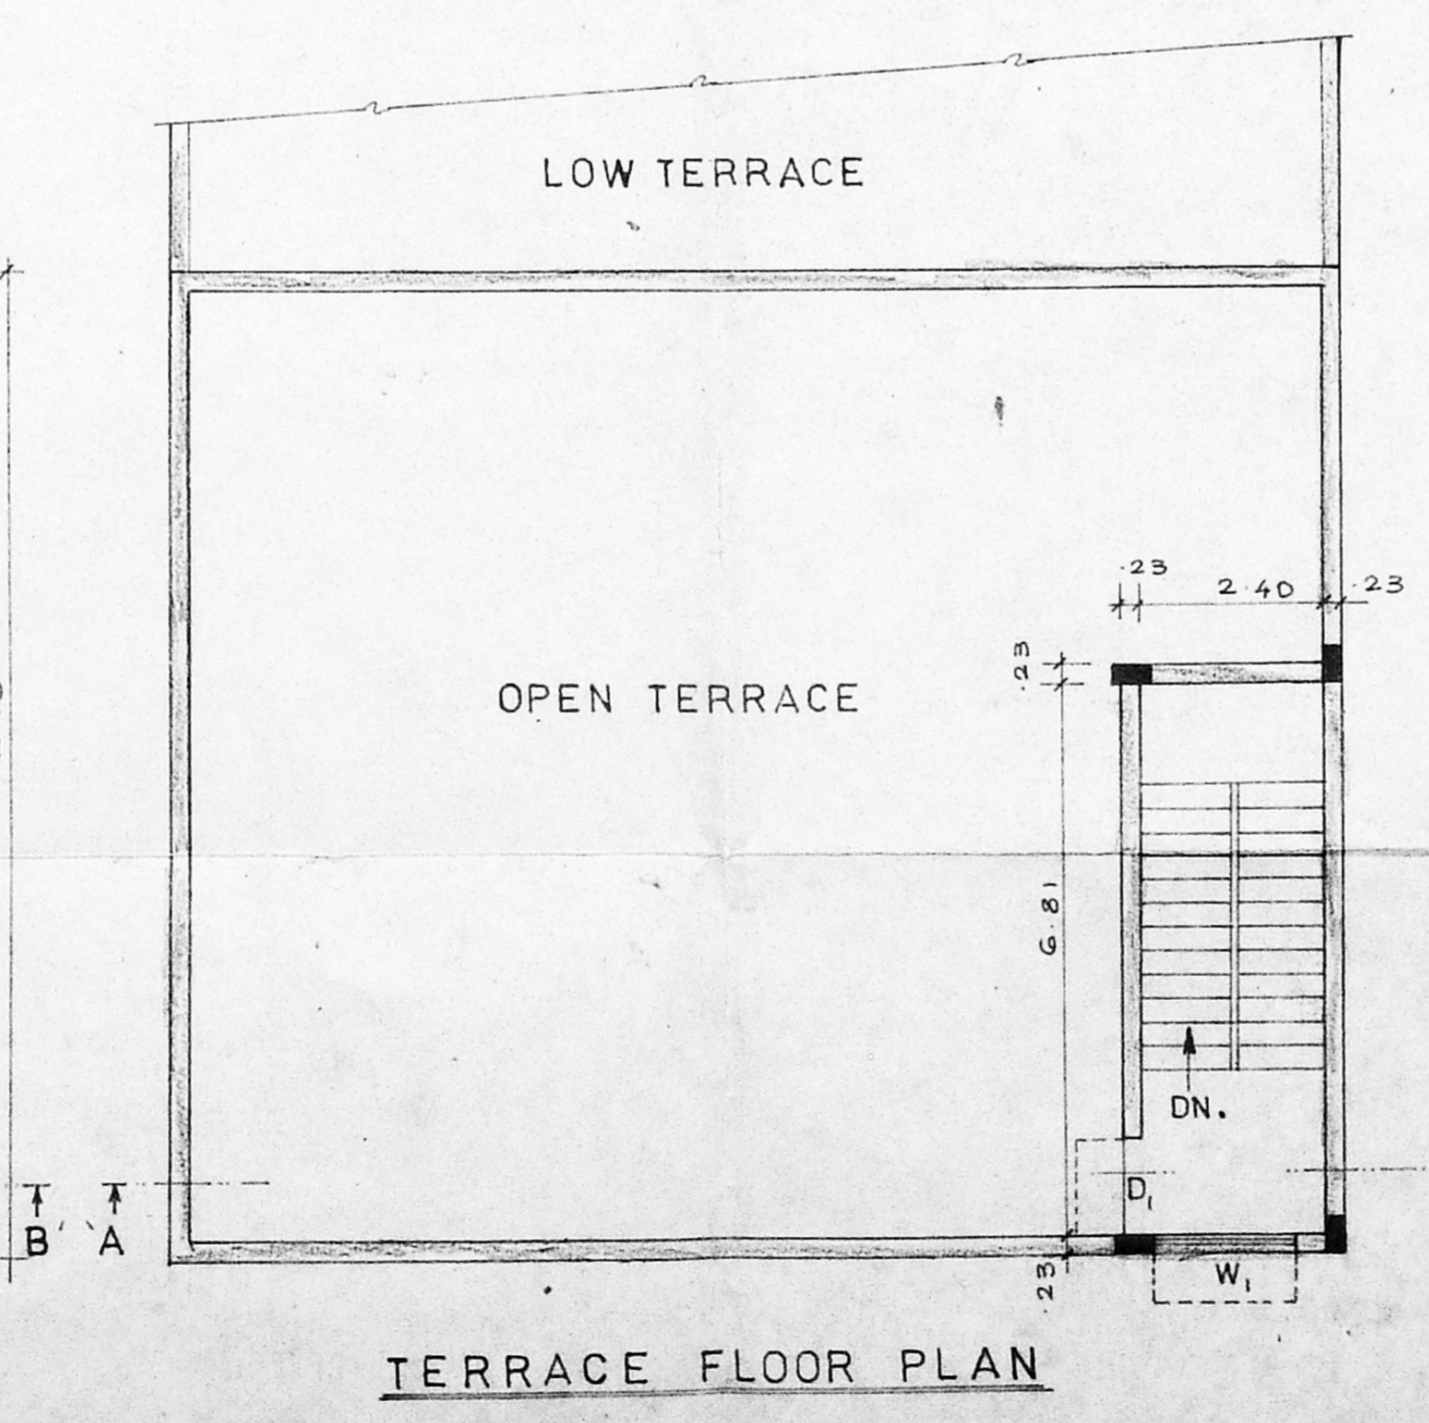 LOW TERRACE
.23
2.40
.23
.23
OPEN TERRACE
6.81
DN.
D1
B A
.23
W1
TERRACE FLOOR PLAN